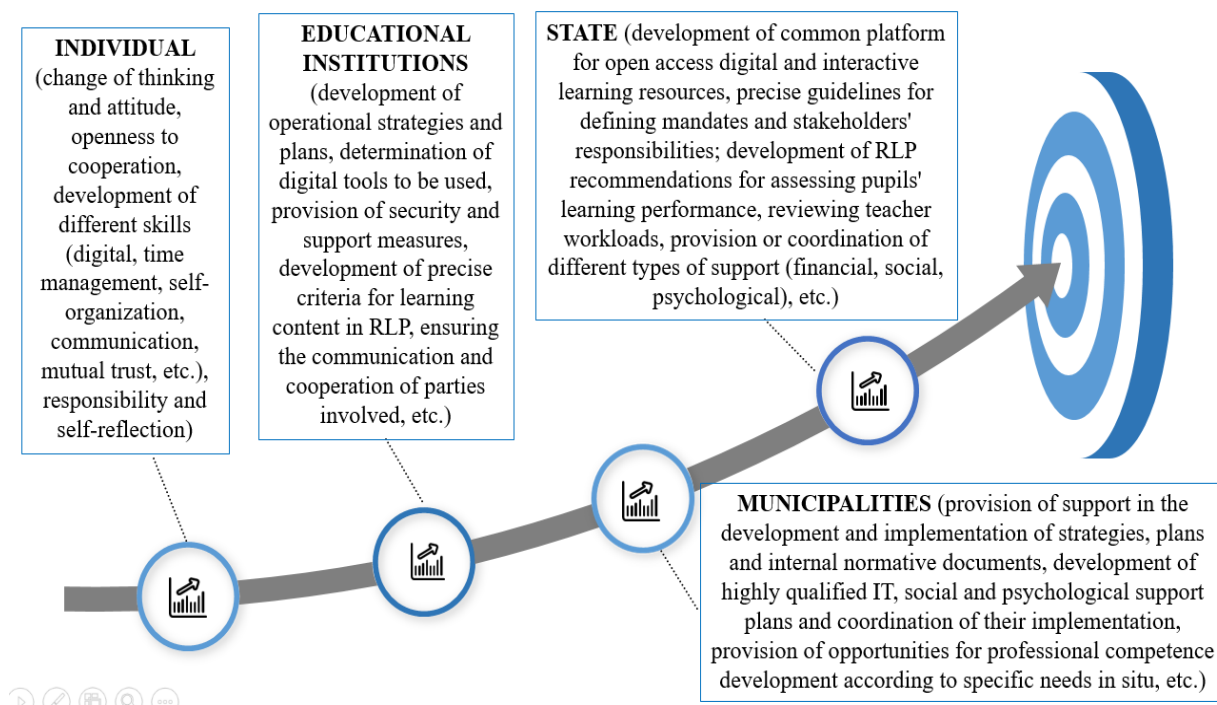 INDIVIDUAL
(change of thinking
and attitude,
openness to
cooperation,
development of
different skills
(digital, time
management, self-
organization,
communication,
mutual trust, etc.),
responsibility and
self-reflection)
EDUCATIONAL
INSTITUTIONS
(development of
operational strategies and
plans, determination of
digital tools to be used,
provision of security and
support measures,
development of precise
criteria for learning
content in RLP, ensuring
the communication and
cooperation of parties
involved, etc.)
STATE (development of common platform
for open access digital and interactive
learning resources, precise guidelines for
defining mandates and stakeholders'
responsibilities; development of RLP
recommendations for assessing pupils'
learning performance, reviewing teacher
workloads, provision or coordination of
different types of support (financial, social,
psychological), etc.)
MUNICIPALITIES (provision of support in the
development and implementation of strategies, plans
and internal normative documents, development of
highly qualified IT, social and psychological support
plans and coordination of their implementation,
provision of opportunities for professional competence
development according to specific needs in situ, etc.)